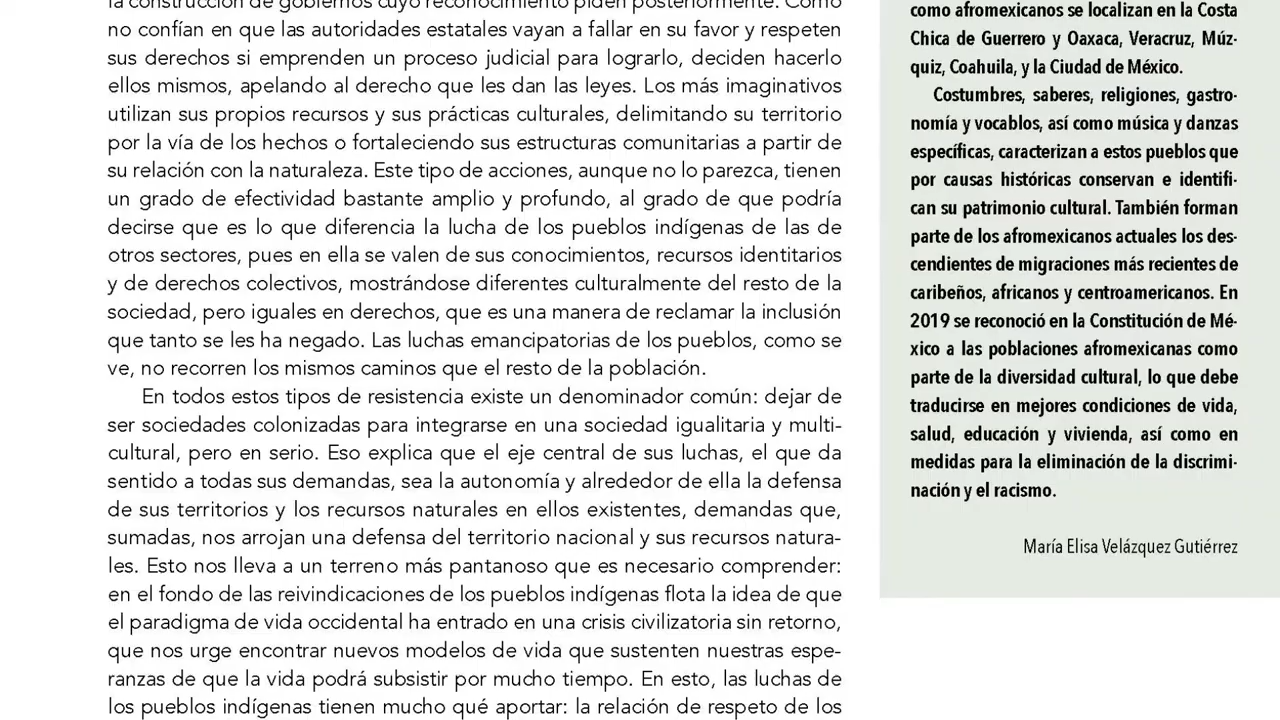 la construcción de gobiernos cuyo reconocimiento piden posteriormente. Como
no confían en que las autoridades estatales vayan a fallar en su favor y respeten
sus derechos si emprenden un proceso judicial para lograrlo, deciden hacerlo
ellos mismos, apelando al derecho que les dan las leyes. Los más imaginativos
utilizan sus propios recursos y sus prácticas culturales, delimitando su territorio
por la vía de los hechos o fortaleciendo sus estructuras comunitarias a partir de
su relación con la naturaleza. Este tipo de acciones, aunque no lo parezca, tienen
un grado de efectividad bastante amplio y profundo, al grado de que podría
decirse que es lo que diferencia la lucha de los pueblos indígenas de las de
otros sectores, pues en ella se valen de sus conocimientos, recursos identitarios
y de derechos colectivos, mostrándose diferentes culturalmente del resto de la
sociedad, pero iguales en derechos, que es una manera de reclamar la inclusión
que tanto se les ha negado. Las luchas emancipatorias de los pueblos, como se
ve, no recorren los mismos caminos que el resto de la población.
En todos estos tipos de resistencia existe un denominador común: dejar de
ser sociedades colonizadas para integrarse en una sociedad igualitaria y multi-
cultural, pero en serio. Eso explica que el eje central de sus luchas, el que da
sentido a todas sus demandas, sea la autonomía y alrededor de ella la defensa
de sus territorios y los recursos naturales en ellos existentes, demandas que,
sumadas, nos arrojan una defensa del territorio nacional y sus recursos natura-
les. Esto nos lleva a un terreno más pantanoso que es necesario comprender:
en el fondo de las reivindicaciones de los pueblos indígenas flota la idea de que
el paradigma de vida occidental ha entrado en una crisis civilizatoria sin retorno,
que nos urge encontrar nuevos modelos de vida que sustenten nuestras espe-
ranzas de que la vida podrá subsistir por mucho tiempo. En esto, las luchas de
los pueblos indígenas tienen mucho qué aportar: la relación de respeto de los
como afromexicanos se localizan en la Costa
Chica de Guerrero y Oaxaca, Veracruz, Múz-
quiz, Coahuila, y la Ciudad de México.
Costumbres, saberes, religiones, gastro-
nomía y vocablos, así como música y danzas
específicas, caracterizan a estos pueblos que
por causas históricas conservan e identifi-
can su patrimonio cultural. También forman
parte de los afromexicanos actuales los des-
cendientes de migraciones más recientes de
caribeños, africanos y centroamericanos. En
2019 se reconoció en la Constitución de Mé-
xico a las poblaciones afromexicanas como
parte de la diversidad cultural, lo que debe
traducirse en mejores condiciones de vida,
salud, educación y vivienda, así como en
medidas para la eliminación de la discrimi-
nación y el racismo.
María Elisa Velázquez Gutiérrez